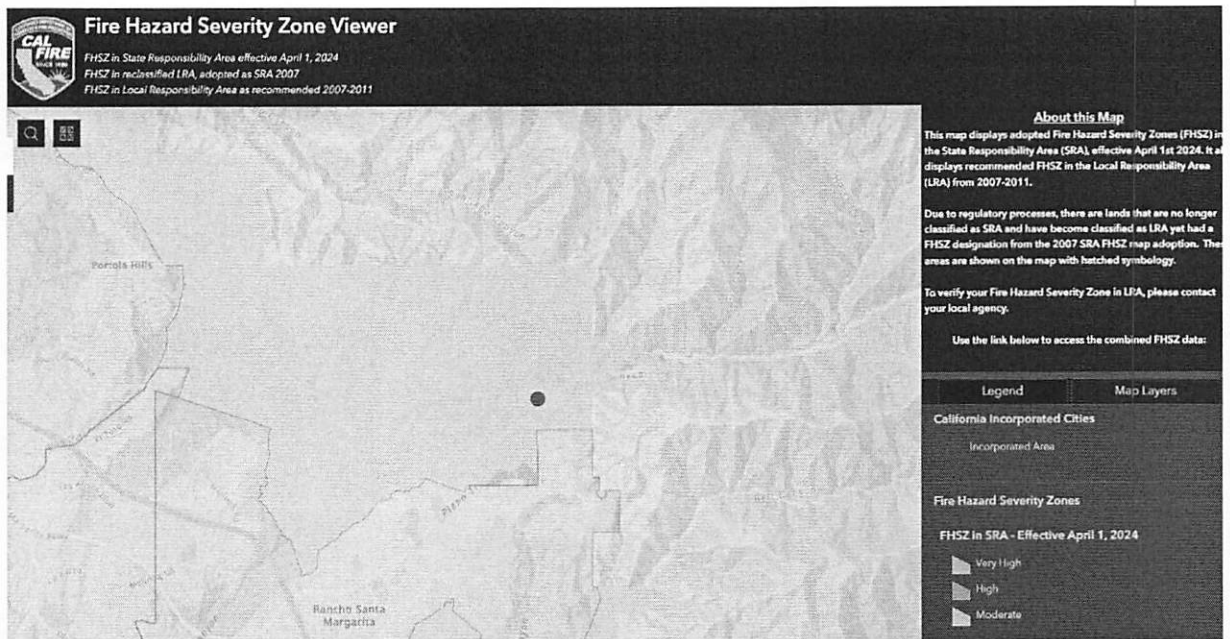 CAL
FIRE
SINCE 1885
Fire Hazard Severity Zone Viewer
FHSZ in State Responsibility Area effective April 1, 2024
FHSZ in reclassified LRA, adopted as SRA 2007
FHSZ in Local Responsibility Area as recommended 2007-2011
Portola Hills
Plano
Rancho Santa
Margarita
About this Map
This map displays adopted Fire Hazard Severity Zones (FHSZ) in
the State Responsibility Area (SRA), effective April 1st 2024. It al
displays recommended FHSZ in the Local Responsibility Area
(LRA) from 2007-2011.
Due to regulatory processes, there are lands that are no longer
classified as SRA and have become classified as LRA yet had a
FHSZ designation from the 2007 SRA FHSZ map adoption. The
areas are shown on the map with hatched symbology.
To verify your Fire Hazard Severity Zone in LRA, please contact
your local agency.
Use the link below to access the combined FHSZ data:
Legend
Map Layers
California Incorporated Cities
Incorporated Area
Fire Hazard Severity Zones
FHSZ in SRA - Effective April 1, 2024
Very High
High
Moderate